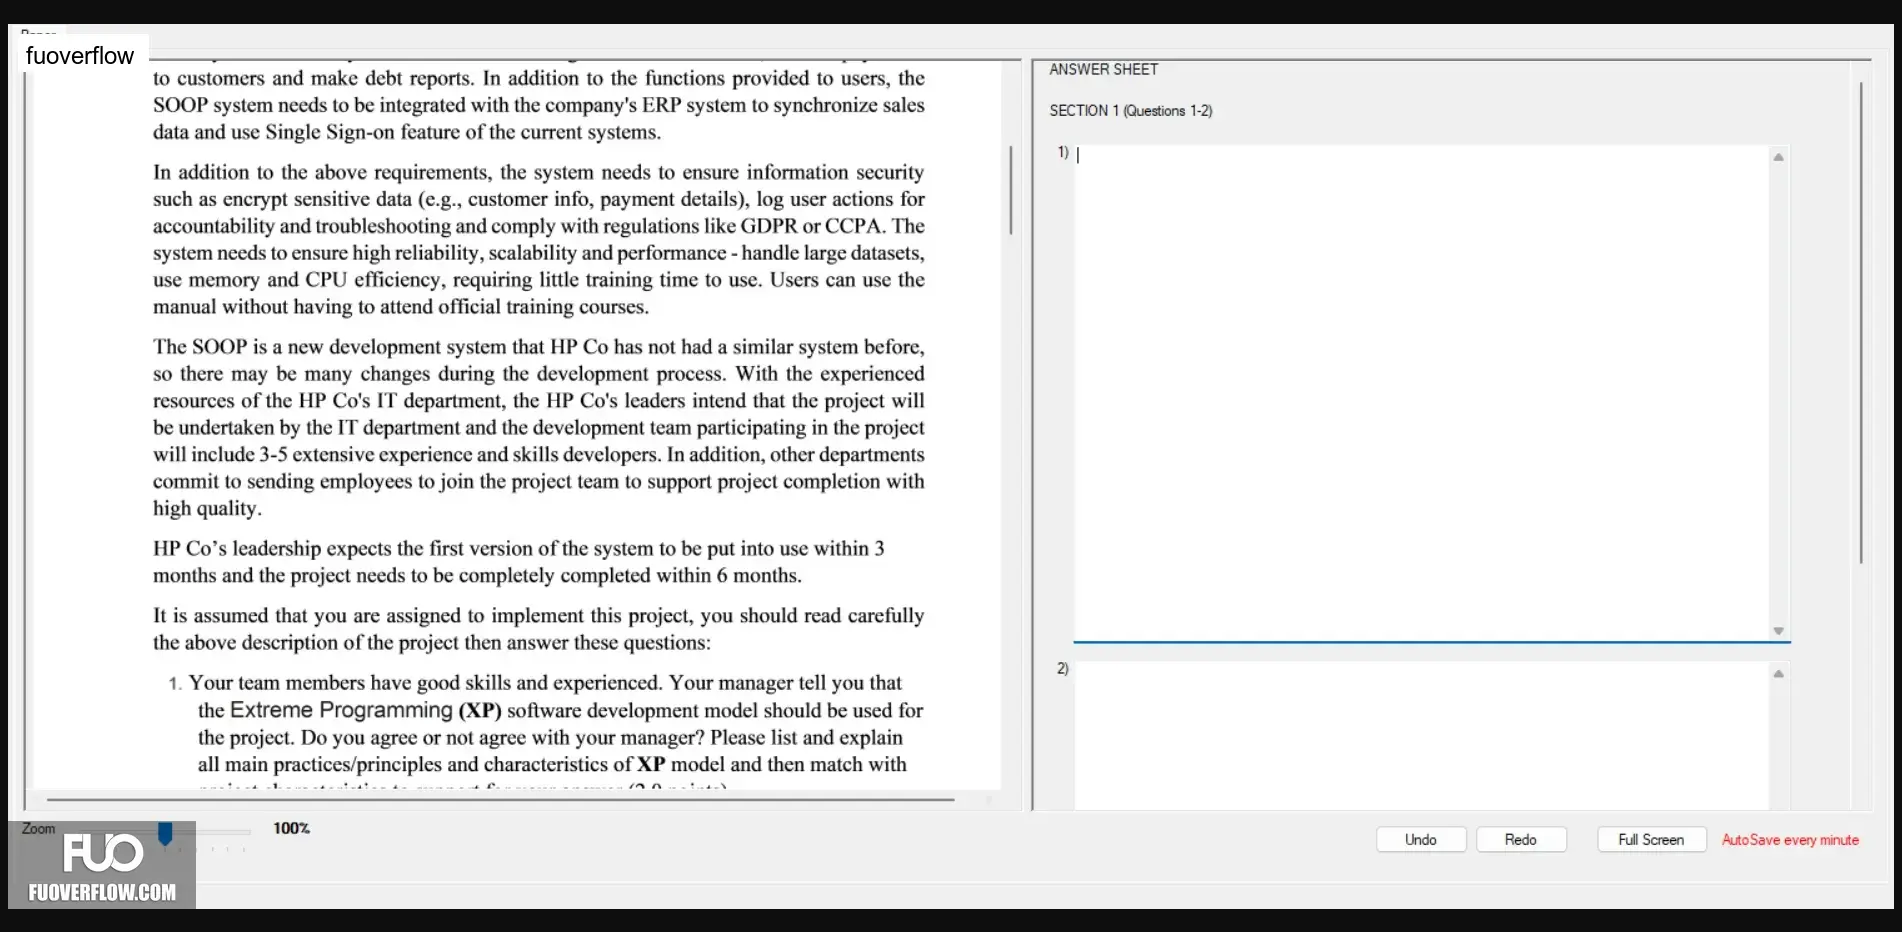 fuoverflow
to customers and make debt reports. In addition to the functions provided to users, the
SOOP system needs to be integrated with the company's ERP system to synchronize sales
data and use Single Sign-on feature of the current systems.
In addition to the above requirements, the system needs to ensure information security
such as encrypt sensitive data (e.g., customer info, payment details), log user actions for
accountability and troubleshooting and comply with regulations like GDPR or CCPA. The
system needs to ensure high reliability, scalability and performance - handle large datasets,
use memory and CPU efficiency, requiring little training time to use. Users can use the
manual without having to attend official training courses.
The SOOP is a new development system that HP Co has not had a similar system before,
so there may be many changes during the development process. With the experienced
resources of the HP Co's IT department, the HP Co's leaders intend that the project will
be undertaken by the IT department and the development team participating in the project
will include 3-5 extensive experience and skills developers. In addition, other departments
commit to sending employees to join the project team to support project completion with
high quality.
HP Co’s leadership expects the first version of the system to be put into use within 3
months and the project needs to be completely completed within 6 months.
It is assumed that you are assigned to implement this project, you should read carefully
the above description of the project then answer these questions:
1. Your team members have good skills and experienced. Your manager tell you that
the Extreme Programming (XP) software development model should be used for
the project. Do you agree or not agree with your manager? Please list and explain
all main practices/principles and characteristics of XP model and then match with
ANSWER SHEET
SECTION 1 (Questions 1-2)
1)
2)
Zoom
100%
Undo
Redo
Full Screen
AutoSave every minute
FUO
FUOVERFLOW.COM